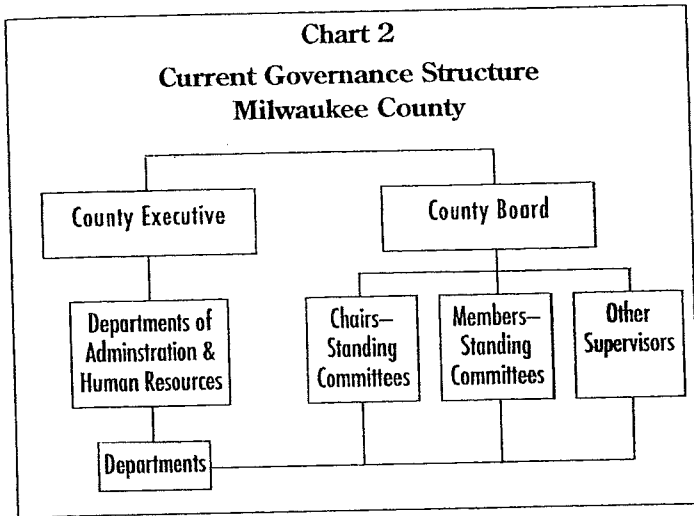 Chart 2
Current Governance Structure
Milwaukee County
County Executive
County Board
Departments of
Adminstration &
Human Resources
Chairs–
Standing
Committees
Members–
Standing
Committees
Other
Supervisors
Departments